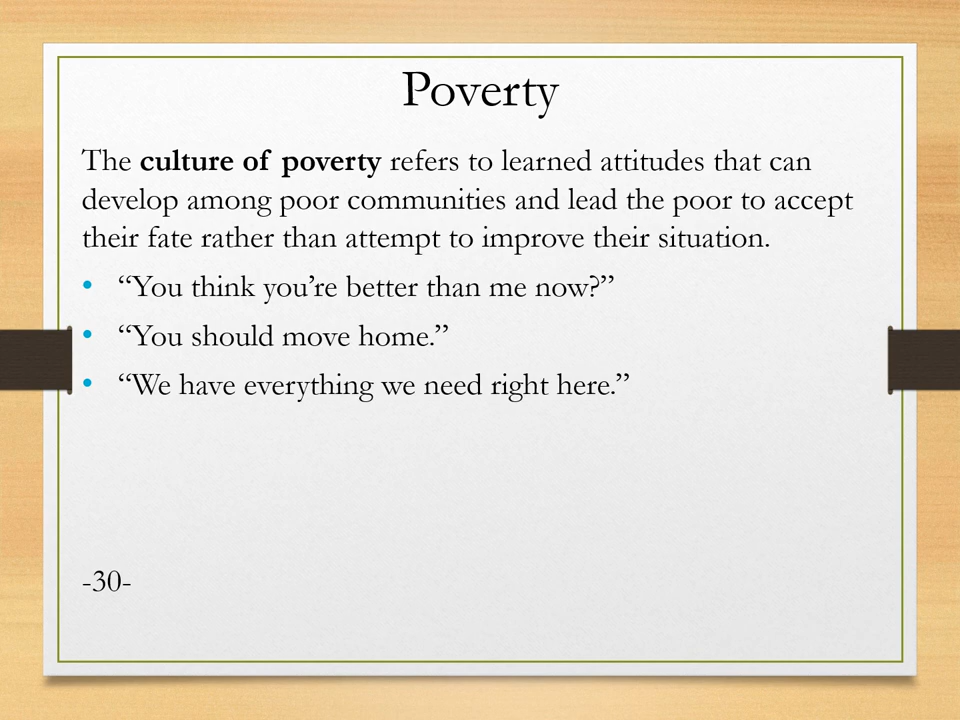 Poverty
The culture of poverty refers to learned attitudes that can
develop among poor communities and lead the poor to accept
their fate rather than attempt to improve their situation.
• “You think you’re better than me now?”
• “You should move home.”
• “We have everything we need right here.”
-30-